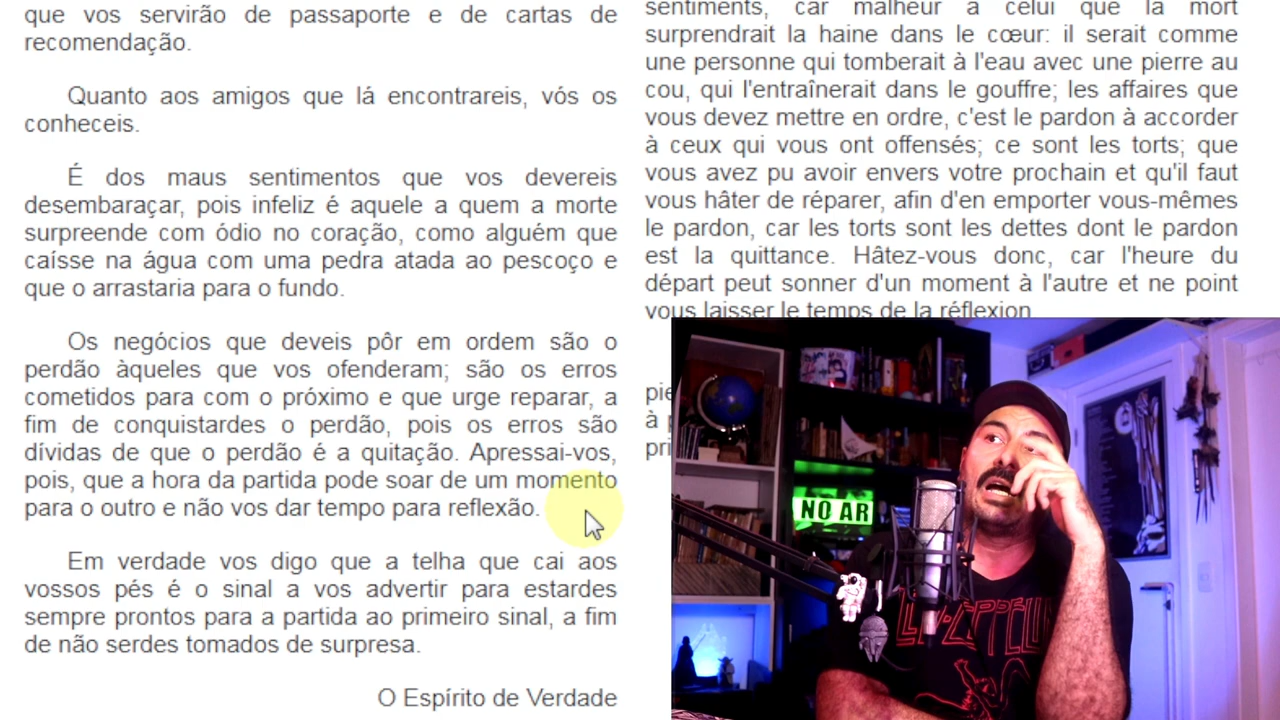 que vos servirão de passaporte e de cartas de
recomendação.
Quanto aos amigos que lá encontrareis, vós os
conheceis.
É dos maus sentimentos que vos devereis
desembaraçar, pois infeliz é aquele a quem a morte
surpreende com ódio no coração, como alguém que
caísse na água com uma pedra atada ao pescoço e
que o arrastaria para o fundo.
Os negócios que deveis pôr em ordem são o
perdão àqueles que vos ofenderam; são os erros
cometidos para com o próximo e que urge reparar, a
fim de conquistardes o perdão, pois os erros são
dívidas de que o perdão é a quitação. Apressai-vos,
pois, que a hora da partida pode soar de um momento
para o outro e não vos dar tempo para reflexão.
Em verdade vos digo que a telha que cai aos
vossos pés é o sinal a vos advertir para estardes
sempre prontos para a partida ao primeiro sinal, a fim
de não serdes tomados de surpresa.
O Espírito de Verdade
sentiments, car malheur à celui que la mort
surprendrait la haine dans le cœur: il serait comme
une personne qui tomberait à l'eau avec une pierre au
cou, qui l'entraînerait dans le gouffre; les affaires que
vous devez mettre en ordre, c'est le pardon à accorder
à ceux qui vous ont offensés; ce sont les torts; que
vous avez pu avoir envers votre prochain et qu'il faut
vous hâter de réparer, afin d'en emporter vous-mêmes
le pardon, car les torts sont les dettes dont le pardon
est la quittance. Hâtez-vous donc, car l'heure du
départ peut sonner d'un moment à l'autre et ne point
vous laisser le temps de la réflexion
NO AR